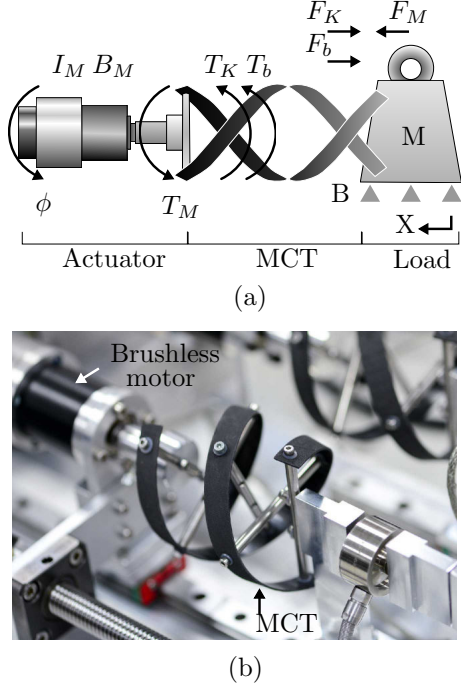 F_K F_M
F_b
I_M B_M T_K T_b
M
B
ϕ T_M
X
Actuator MCT Load
(a)
Brushless
motor
MCT
(b)